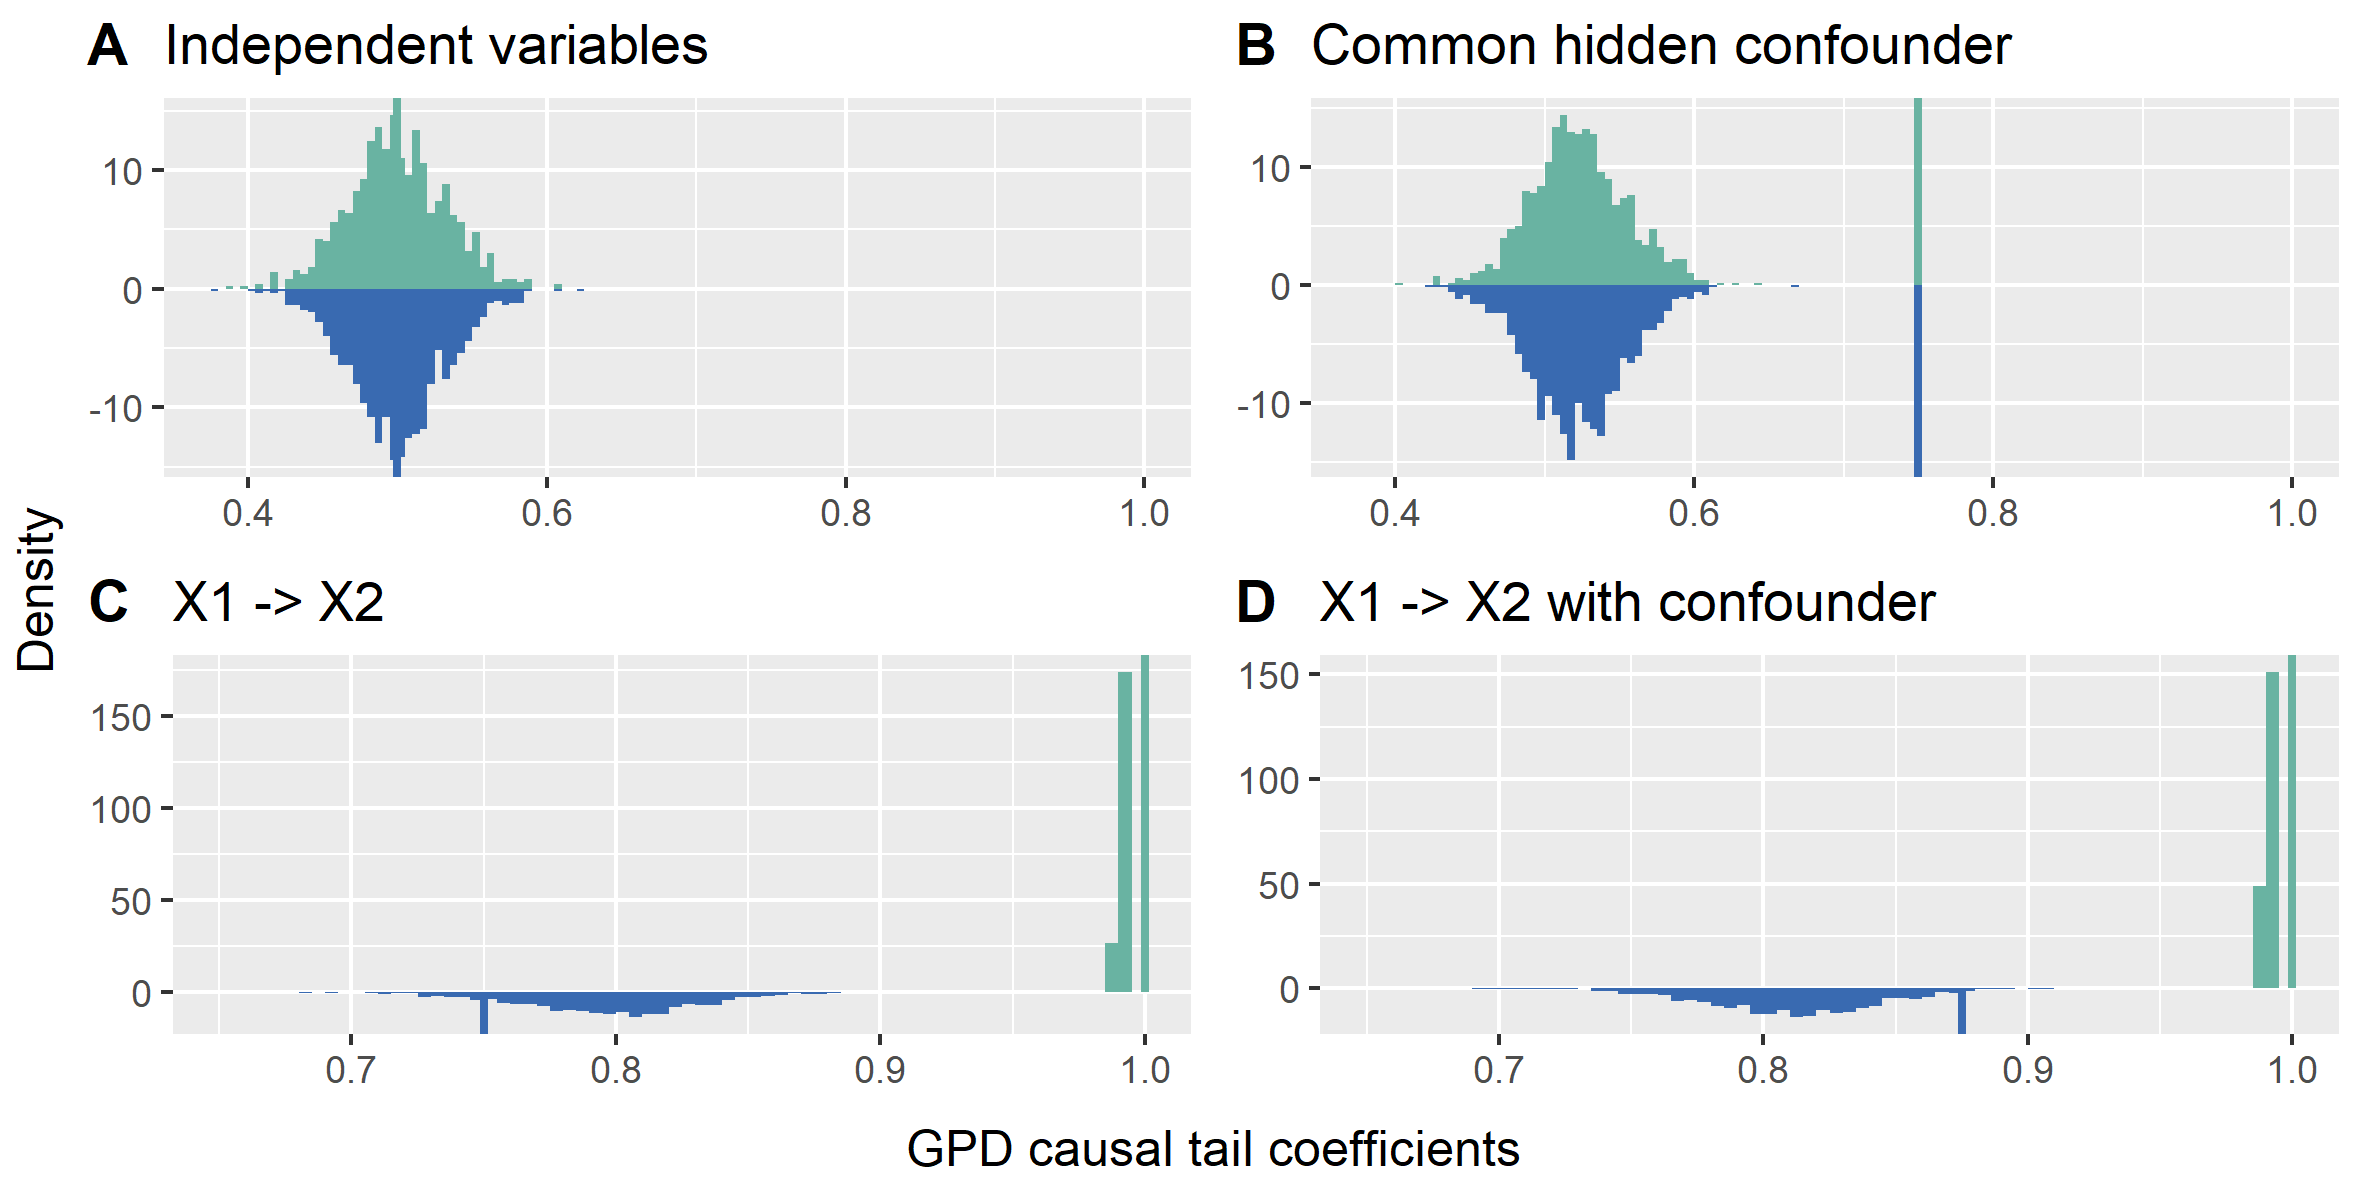 A Independent variables
10
0
-10
0.4 0.6 0.8 1.0
B Common hidden confounder
10
0
-10
0.4 0.6 0.8 1.0
Density
C X1 -> X2
150
100
50
0
0.7 0.8 0.9 1.0
D X1 -> X2 with confounder
150
100
50
0
0.7 0.8 0.9 1.0
GPD causal tail coefficients